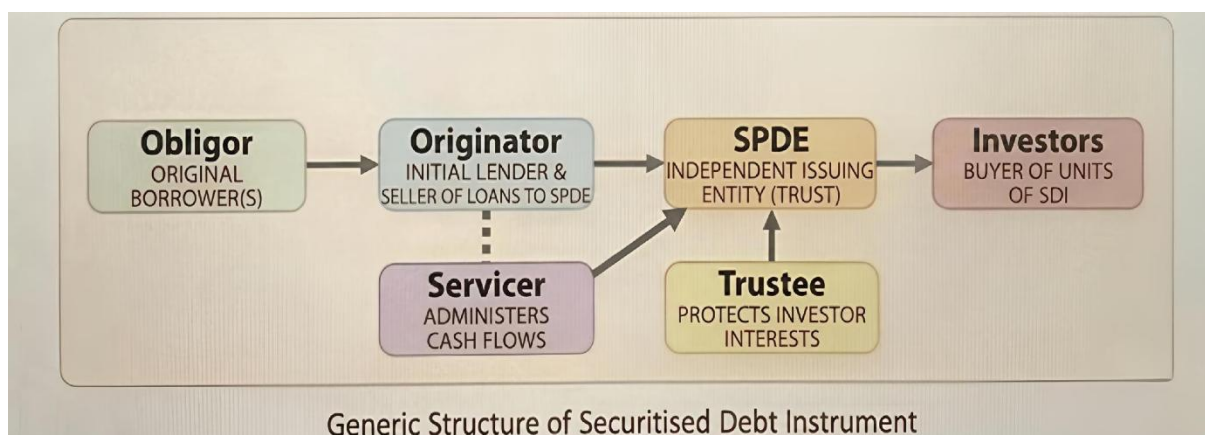 Obligor
ORIGINAL
BORROWER(S)
Originator
INITIAL LENDER &
SELLER OF LOANS TO SPDE
SPDE
INDEPENDENT ISSUING
ENTITY (TRUST)
Investors
BUYER OF UNITS
OF SDI
Servicer
ADMINISTERS
CASH FLOWS
Trustee
PROTECTS INVESTOR
INTERESTS
Generic Structure of Securitised Debt Instrument